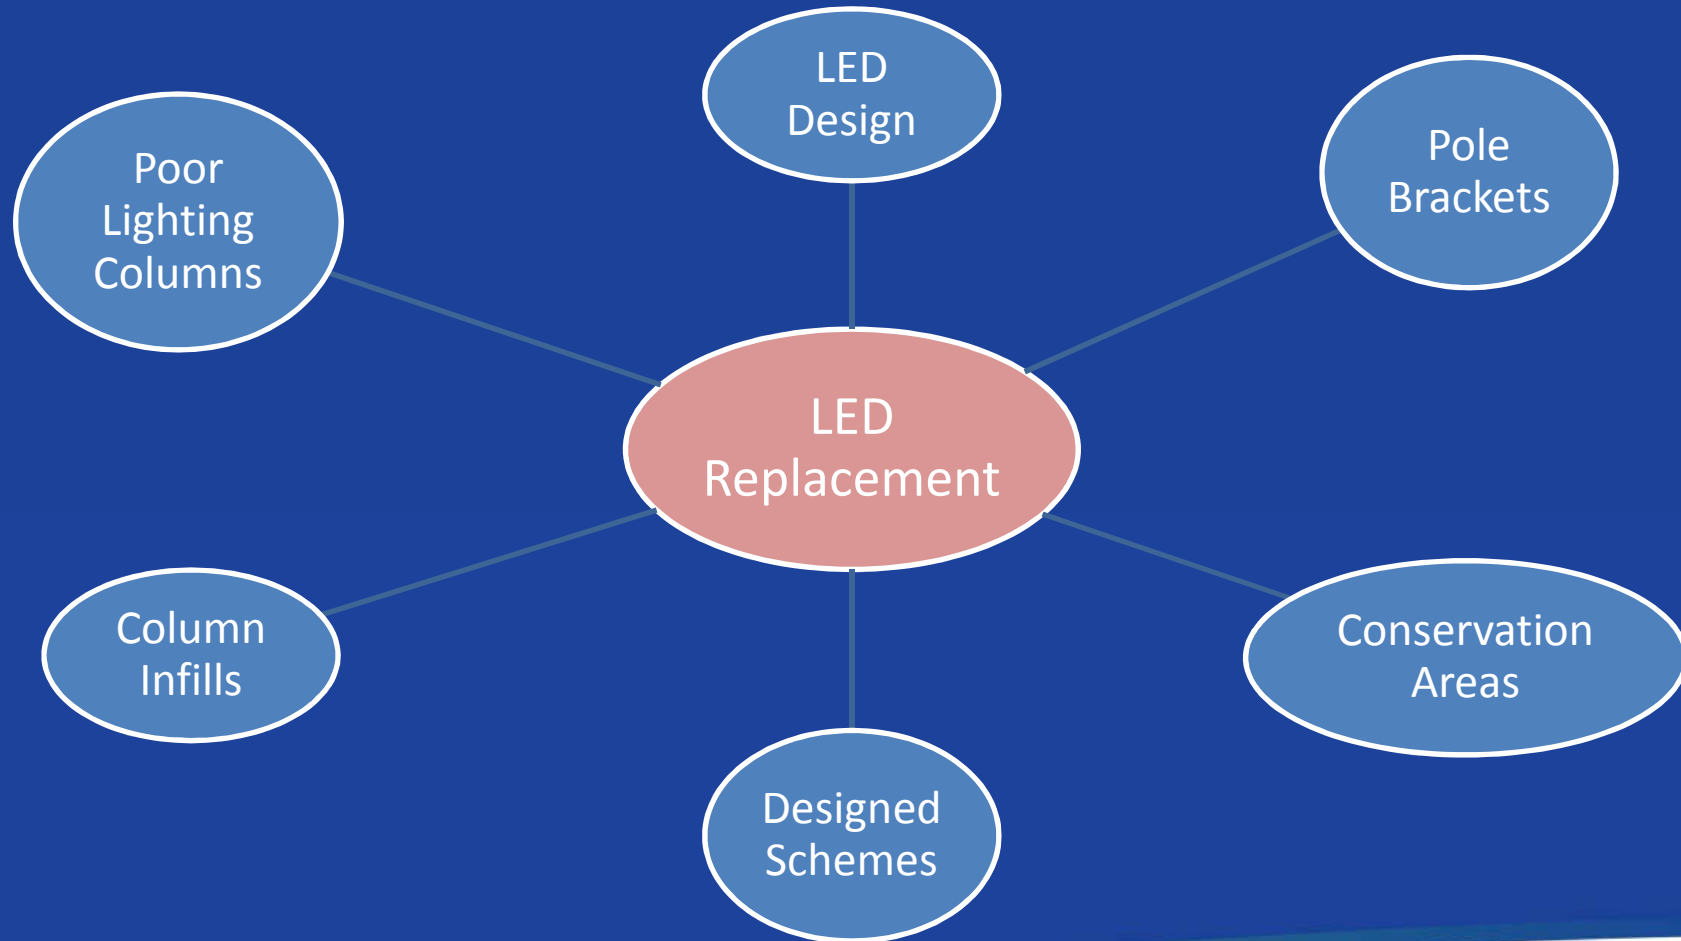 LED
Design
Pole
Brackets
Poor
Lighting
Columns
LED
Replacement
Column
Infills
Conservation
Areas
Designed
Schemes